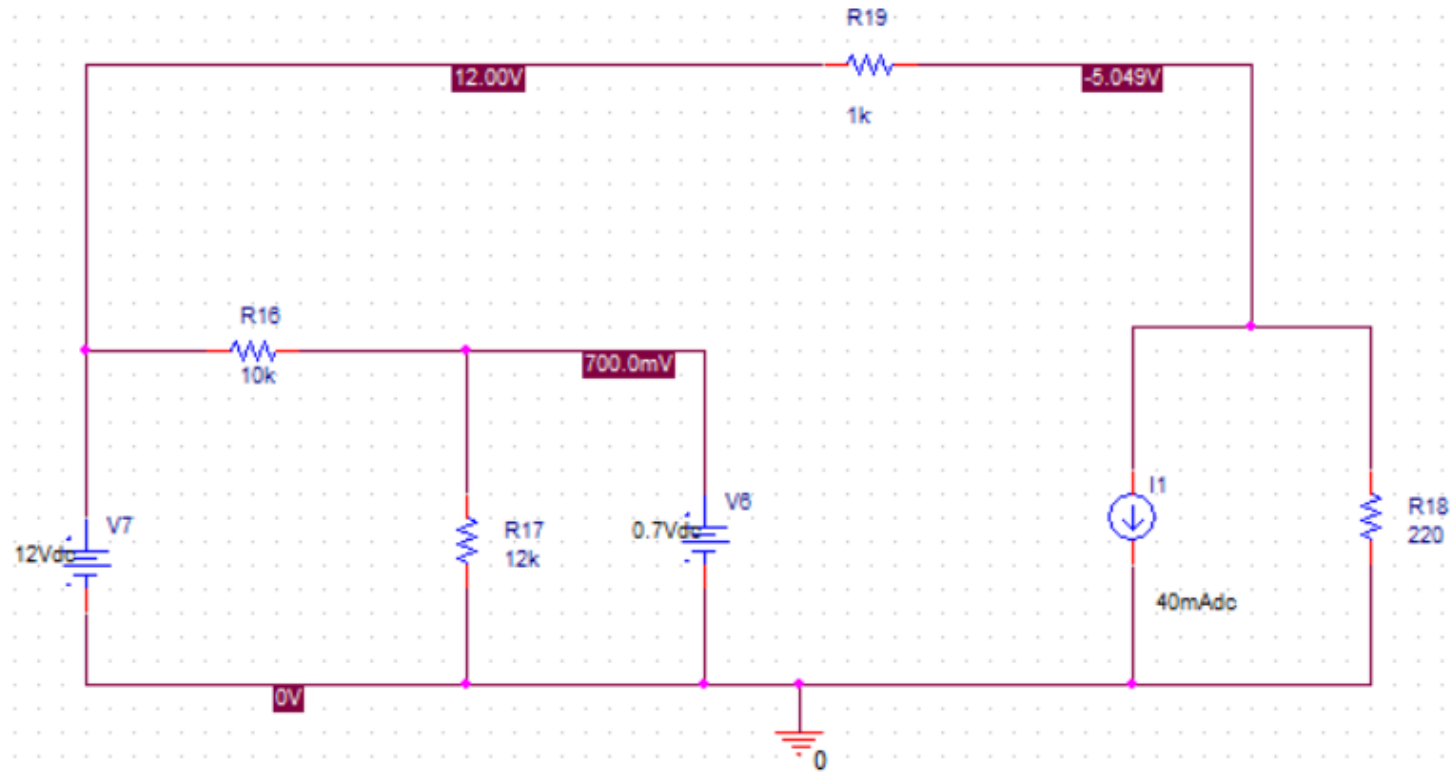 R19
12.00V
-5.049V
1k
R16
10k
700.0mV
V7
12Vdc
R17
12k
V6
0.7Vdc
I1
40mAdc
R18
220
0V
0